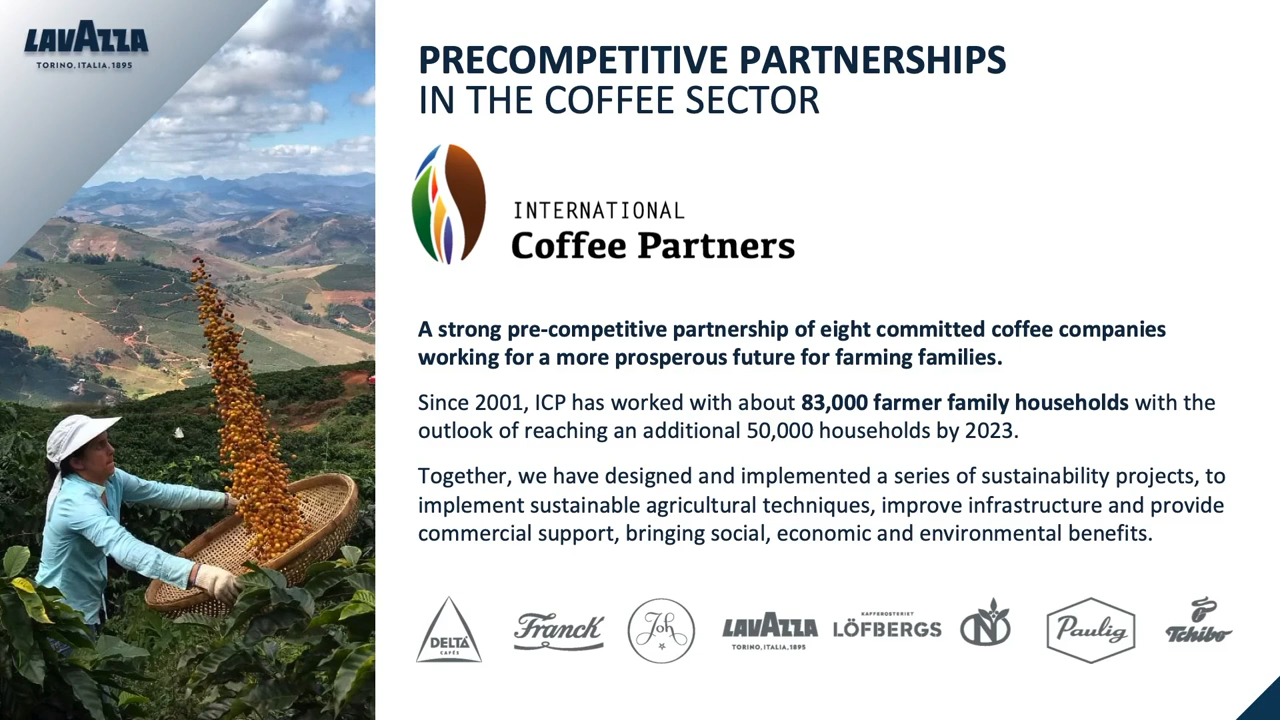 LAVAZZA
TORINO, ITALIA, 1895
PRECOMPETITIVE PARTNERSHIPS
IN THE COFFEE SECTOR
INTERNATIONAL
Coffee Partners
A strong pre-competitive partnership of eight committed coffee companies
working for a more prosperous future for farming families.
Since 2001, ICP has worked with about 83,000 farmer family households with the
outlook of reaching an additional 50,000 households by 2023.
Together, we have designed and implemented a series of sustainability projects, to
implement sustainable agricultural techniques, improve infrastructure and provide
commercial support, bringing social, economic and environmental benefits.
DELTA
CAFÉS
Franck
Joh
LAVAZZA
TORINO, ITALIA, 1895
KAFFEROSTERIET
LÖFBERGS
N
Paulig
Tchibo